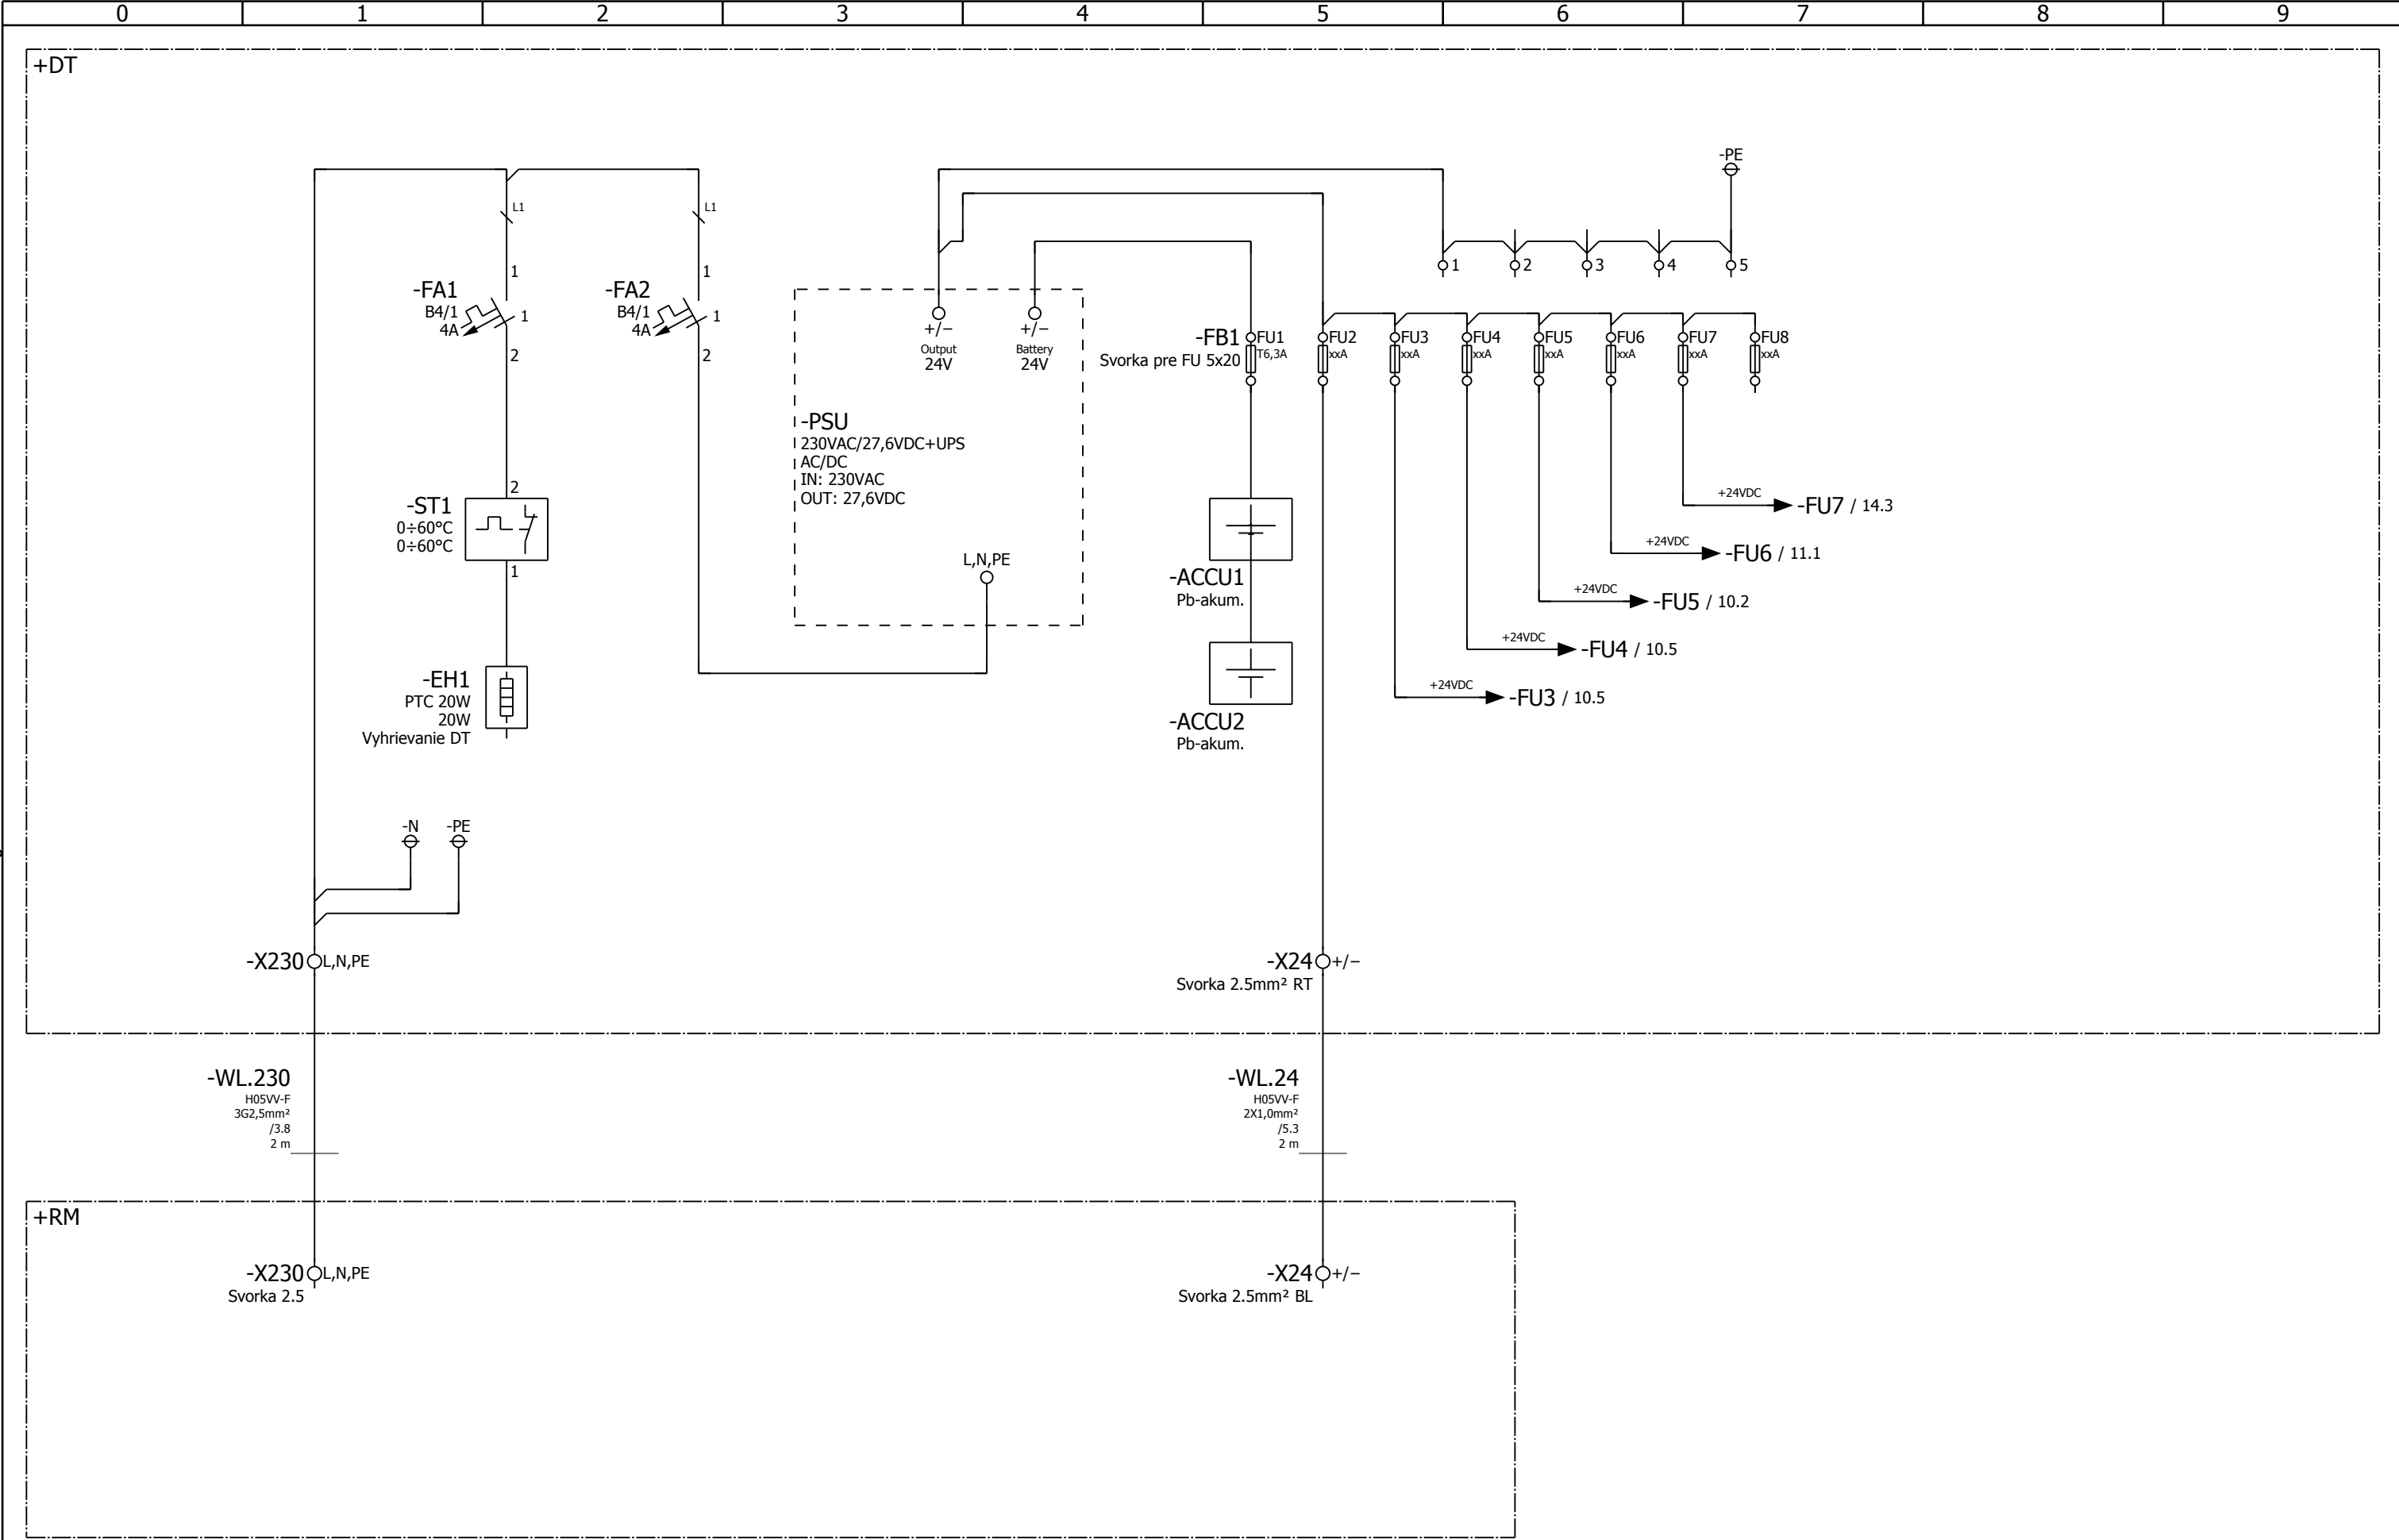 0 1 2 3 4 5 6 7 8 9
+DT
-PE
L1
L1
1
1
-FA1
B4/1
4A
1
2
-FA2
B4/1
4A
1
2
1 2 3 4 5
+/−
Output
24V
+/−
Battery
24V
-FB1
Svorka pre FU 5x20
FU1
T6,3A
FU2
xxA
FU3
xxA
FU4
xxA
FU5
xxA
FU6
xxA
FU7
xxA
FU8
xxA
-PSU
230VAC/27,6VDC+UPS
AC/DC
IN: 230VAC
OUT: 27,6VDC
L,N,PE
2
-ST1
0÷60°C
0÷60°C
1
+24VDC
-FU7 / 14.3
+24VDC
-FU6 / 11.1
+24VDC
-FU5 / 10.2
+24VDC
-FU4 / 10.5
+24VDC
-FU3 / 10.5
-ACCU1
Pb-akum.
-ACCU2
Pb-akum.
-EH1
PTC 20W
20W
Vyhrievanie DT
-N
-PE
-X230
L,N,PE
-X24
+/−
Svorka 2.5mm² RT
-WL.230
H05VV-F
3G2,5mm²
/3.8
2 m
-WL.24
H05VV-F
2X1,0mm²
/5.3
2 m
+RM
-X230
L,N,PE
Svorka 2.5
-X24
+/−
Svorka 2.5mm² BL